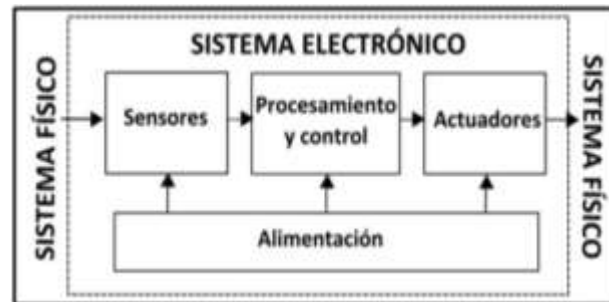 SISTEMA ELECTRÓNICO
SISTEMA FÍSICO
Sensores
Procesamiento
y control
Actuadores
SISTEMA FÍSICO
Alimentación